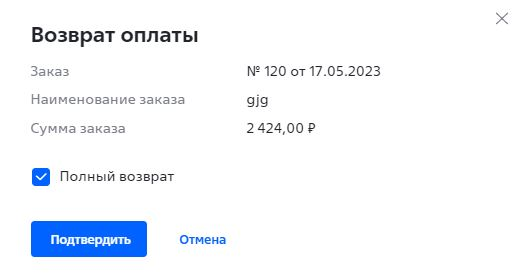 Возврат оплаты
Заказ № 120 от 17.05.2023
Наименование заказа gjg
Сумма заказа 2 424,00 ₽
Полный возврат
Подтвердить Отмена